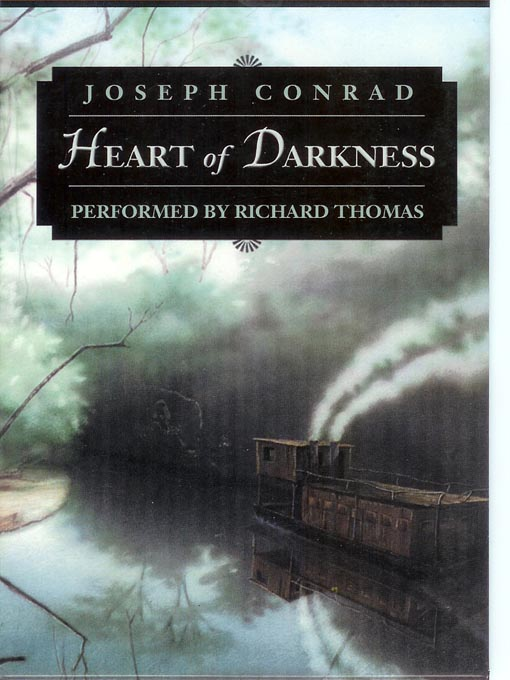 JOSEPH CONRAD
HEART of DARKNESS
PERFORMED BY RICHARD THOMAS